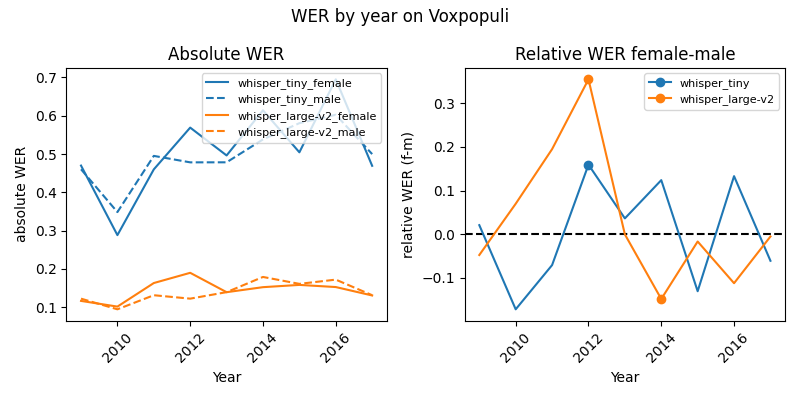 WER by year on Voxpopuli
Absolute WER
absolute WER
0.7
0.6
0.5
0.4
0.3
0.2
0.1
whisper_tiny_female
whisper_tiny_male
whisper_large-v2_female
whisper_large-v2_male
2010
2012
2014
2016
Year
Relative WER female-male
relative WER (f-m)
0.3
0.2
0.1
0.0
−0.1
whisper_tiny
whisper_large-v2
2010
2012
2014
2016
Year